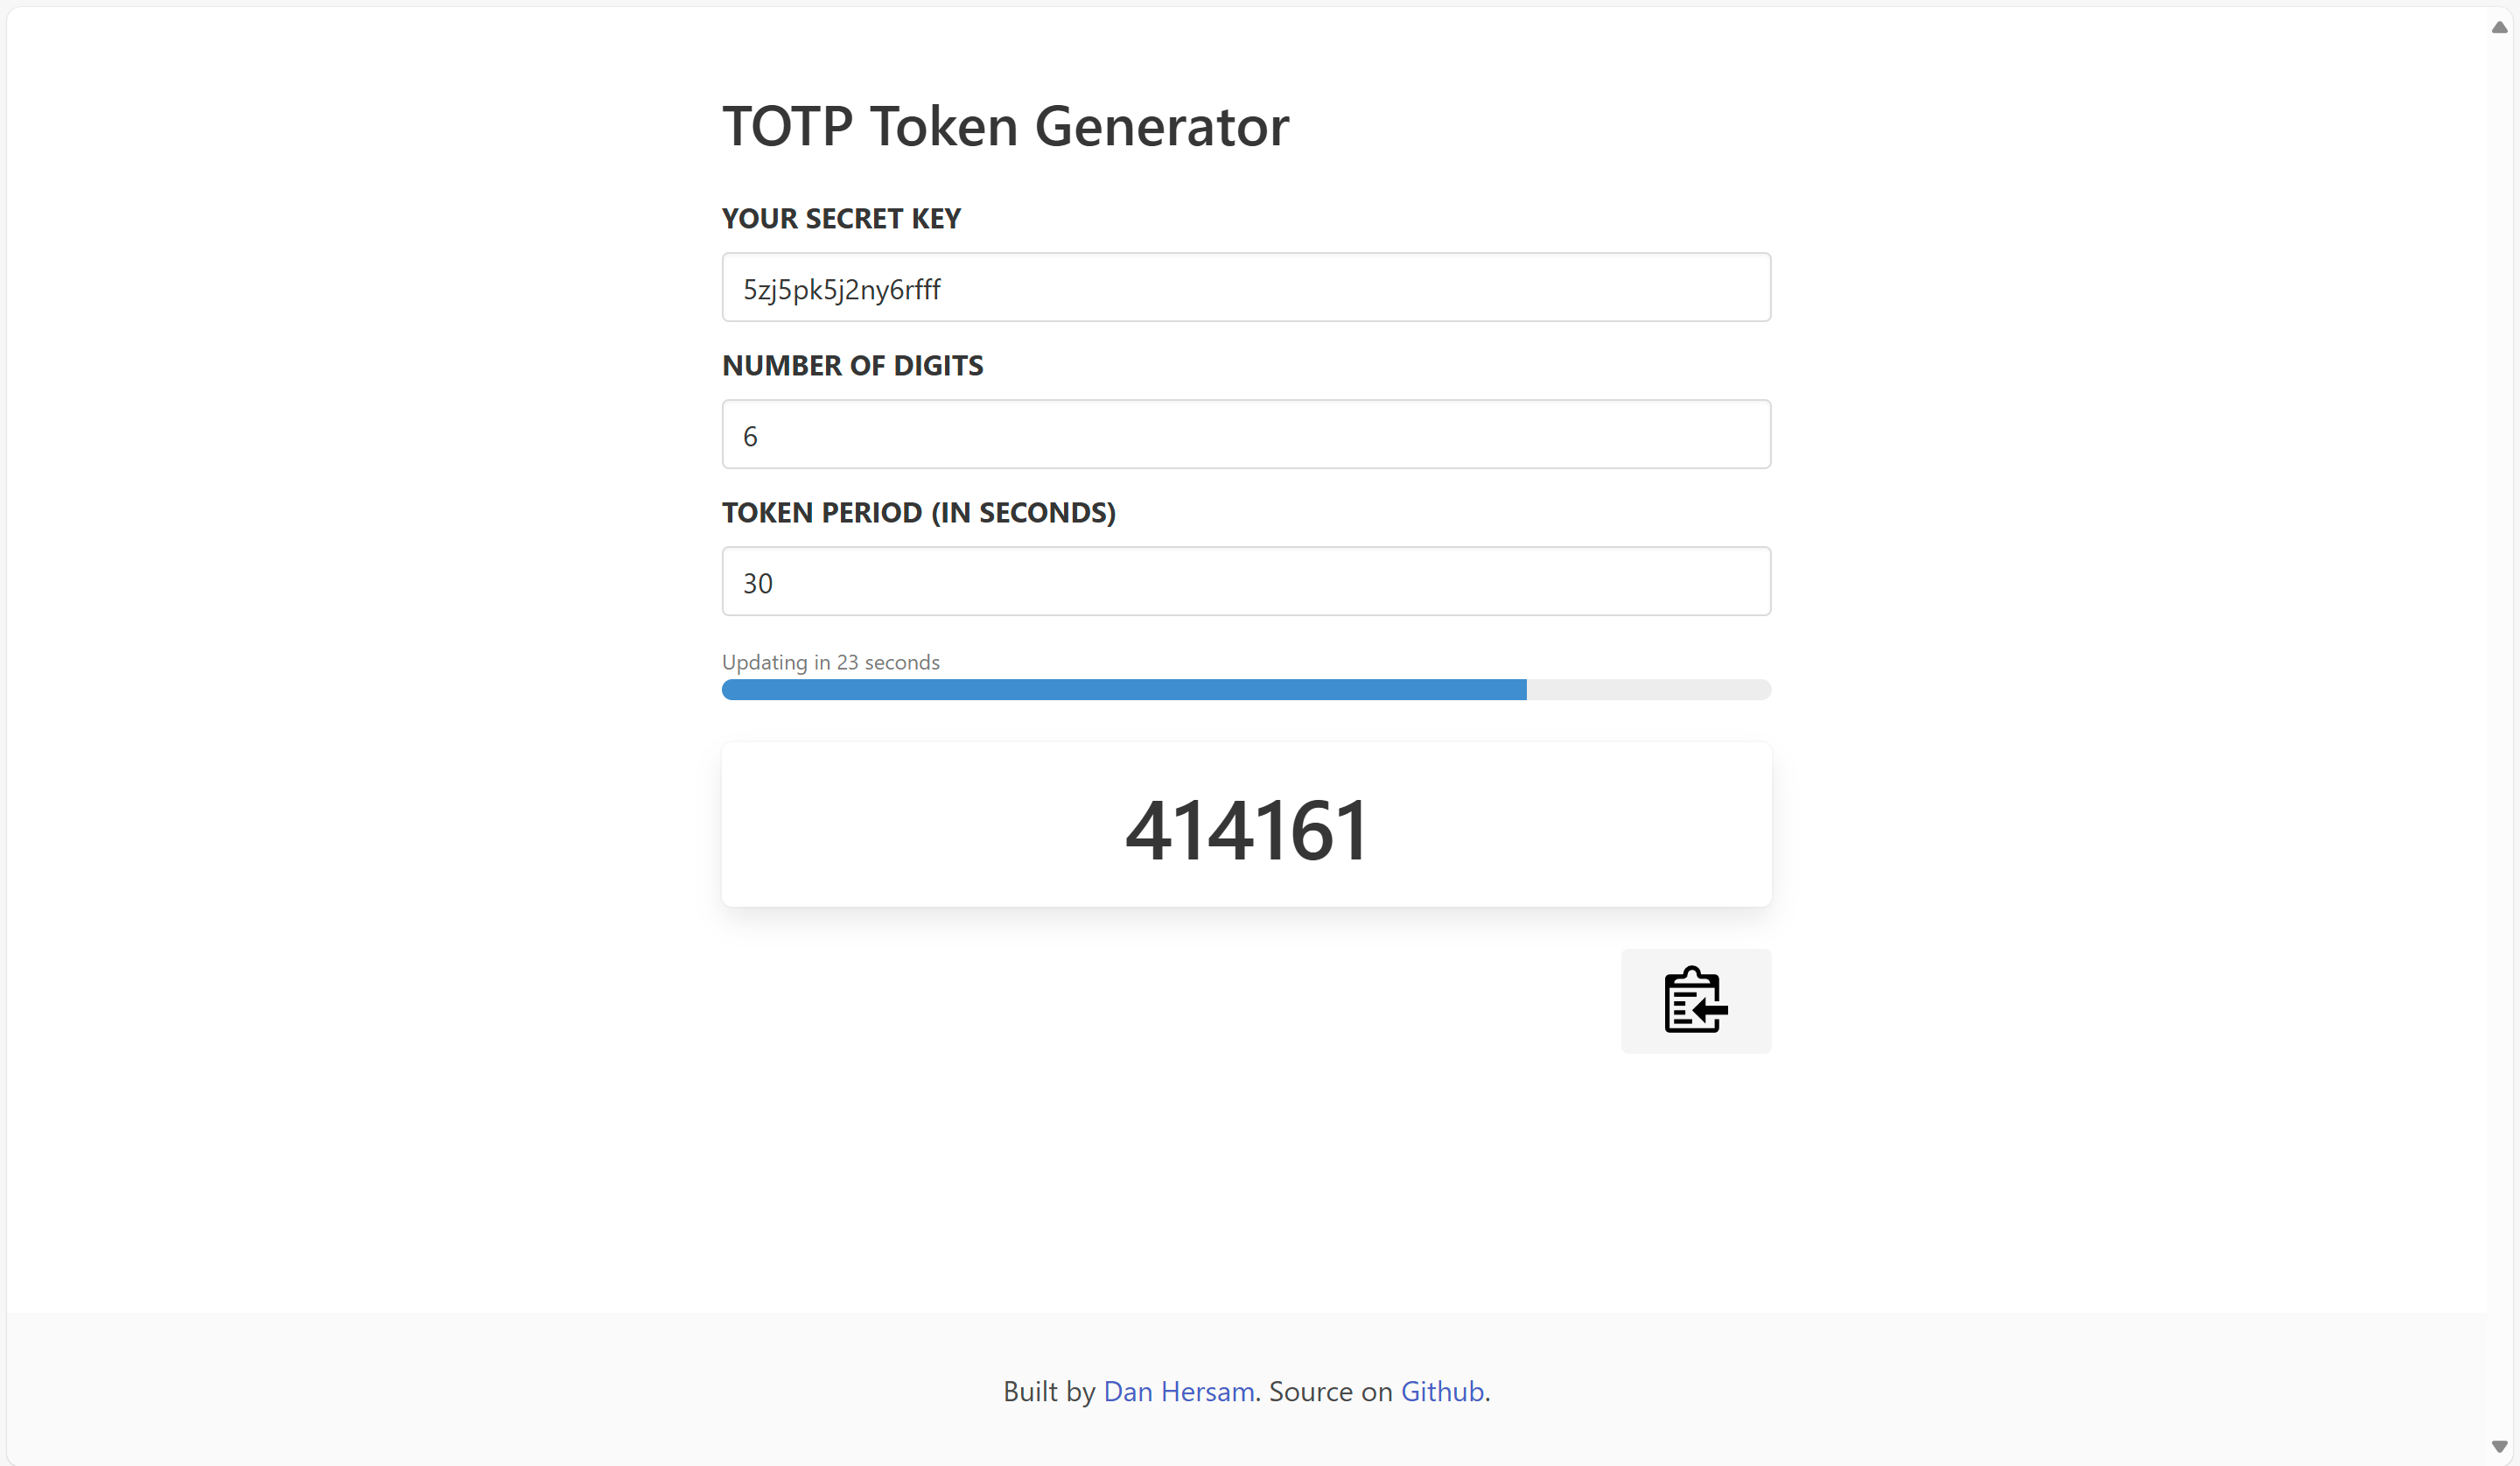 TOTP Token Generator
YOUR SECRET KEY
5zj5pk5j2ny6rfff
NUMBER OF DIGITS
6
TOKEN PERIOD (IN SECONDS)
30
Updating in 23 seconds
414161
Built by Dan Hersam. Source on Github.